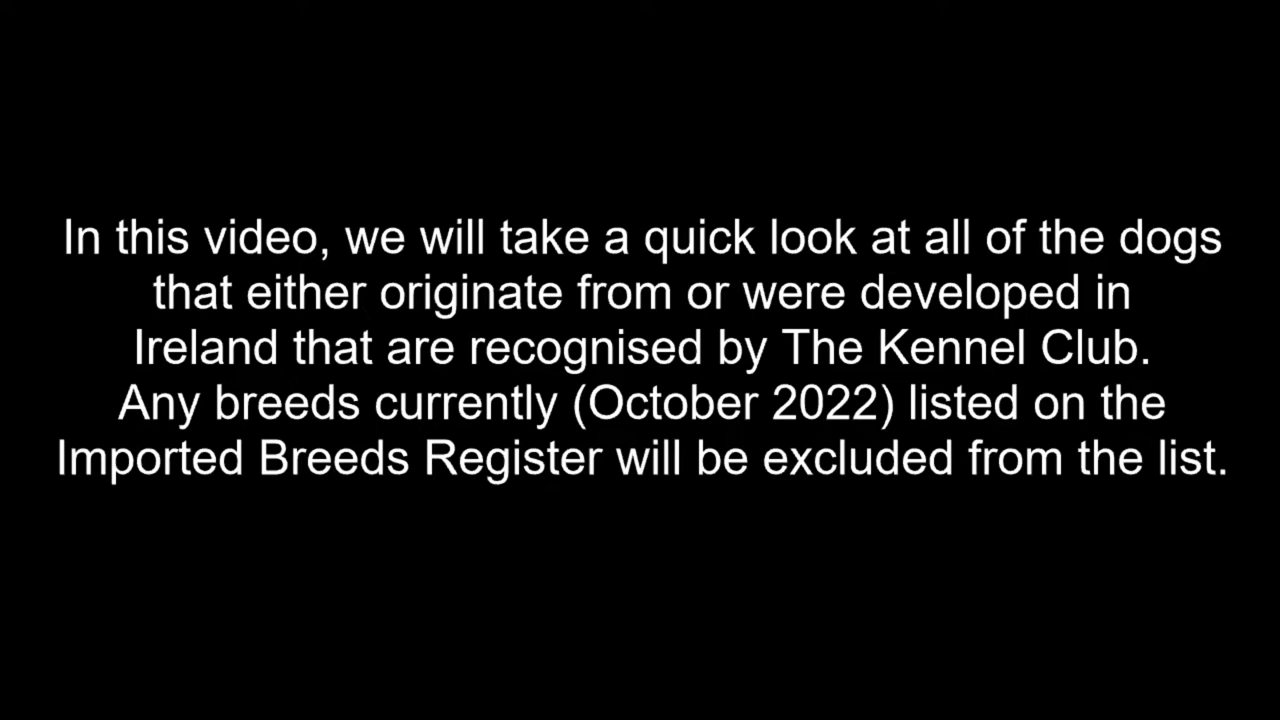 In this video, we will take a quick look at all of the dogs
that either originate from or were developed in
Ireland that are recognised by The Kennel Club.
Any breeds currently (October 2022) listed on the
Imported Breeds Register will be excluded from the list.